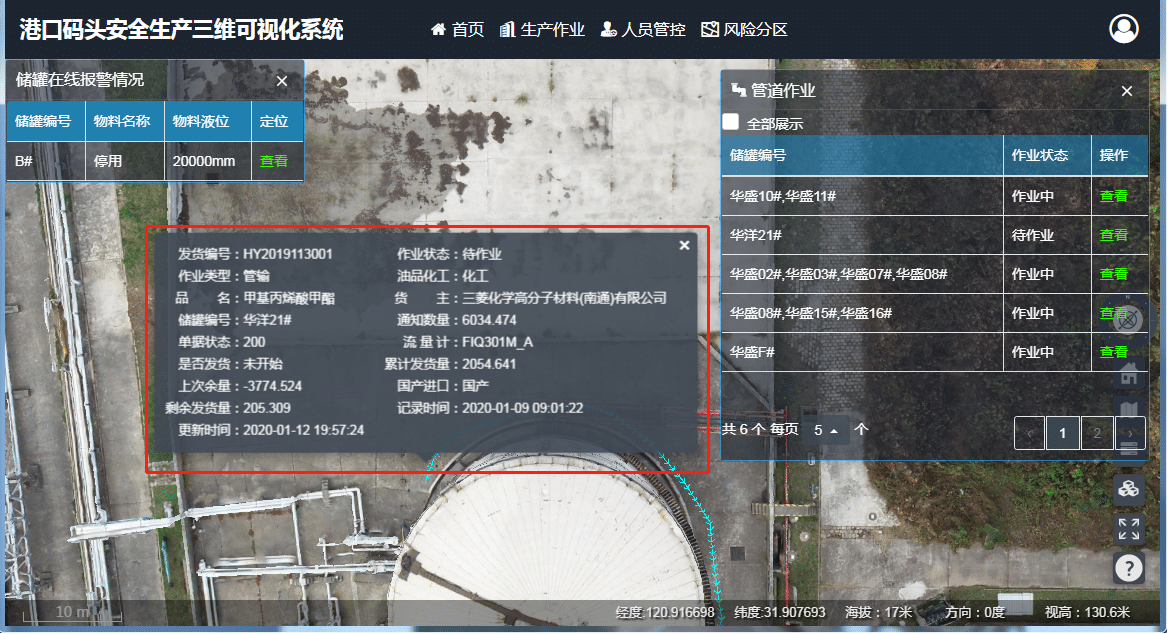 港口码头安全生产三维可视化系统
首页 生产作业 人员管控 风险分区
储罐在线报警情况 ×
储罐编号 物料名称 物料液位 定位
B# 停用 20000mm 查看
管道作业 ×
全部展示
储罐编号 作业状态 操作
华盛10#,华盛11# 作业中 查看
华洋21# 待作业 查看
华盛02#,华盛03#,华盛07#,华盛08# 作业中 查看
华盛08#,华盛15#,华盛16# 作业中 查看
华盛F# 作业中 查看
共 6 个 每页 5 个 ‹ 1 2 ›
发货编号：HY2019113001 作业状态：待作业
作业类型：管输 油品化工：化工
品 名：甲基丙烯酸甲酯 货 主：三菱化学高分子材料(南通)有限公司
储罐编号：华洋21# 通知数量：6034.474
单据状态：200 流 量 计：FIQ301M_A
是否发货：未开始 累计发货量：2054.641
上次余量：-3774.524 国产进口：国产
剩余发货量：205.309 记录时间：2020-01-09 09:01:22
更新时间：2020-01-12 19:57:24
10 m
经度:120.916698 纬度:31.907693 海拔：17米 方向：0度 视高：130.6米